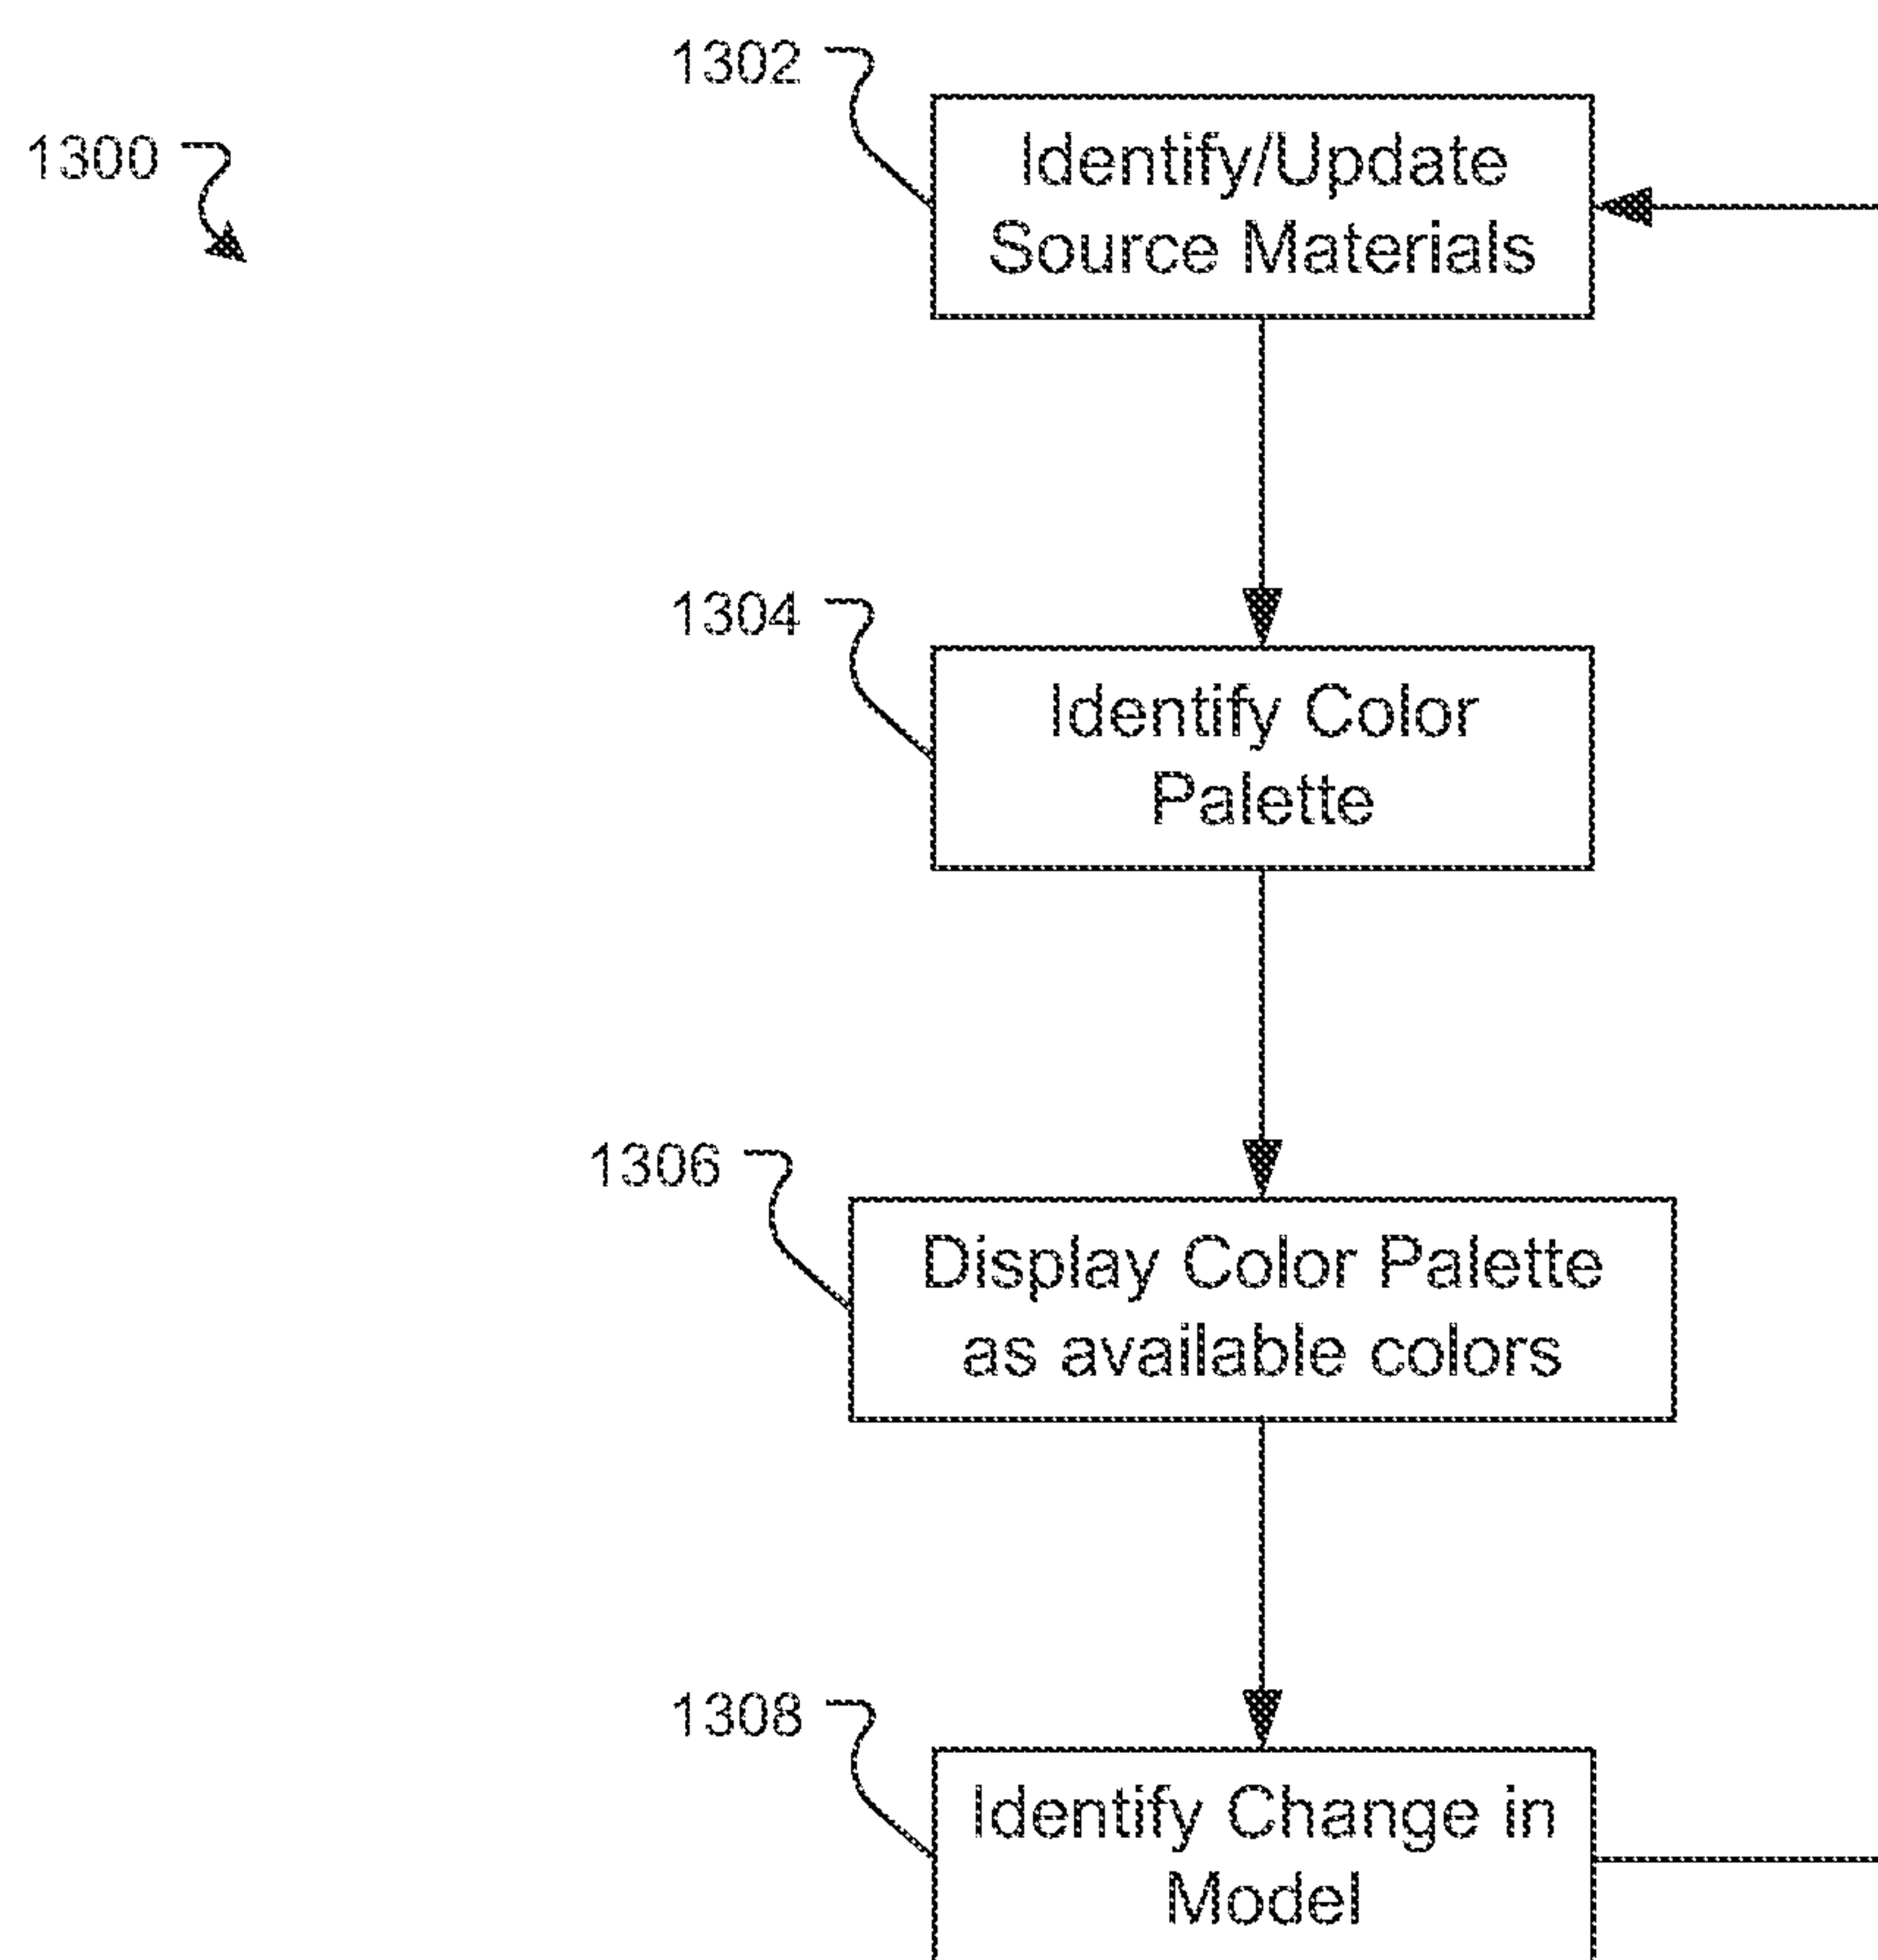 1302
1300
Identify/Update
Source Materials
1304
Identify Color
Palette
1306
Display Color Palette
as available colors
1308
Identify Change in
Model